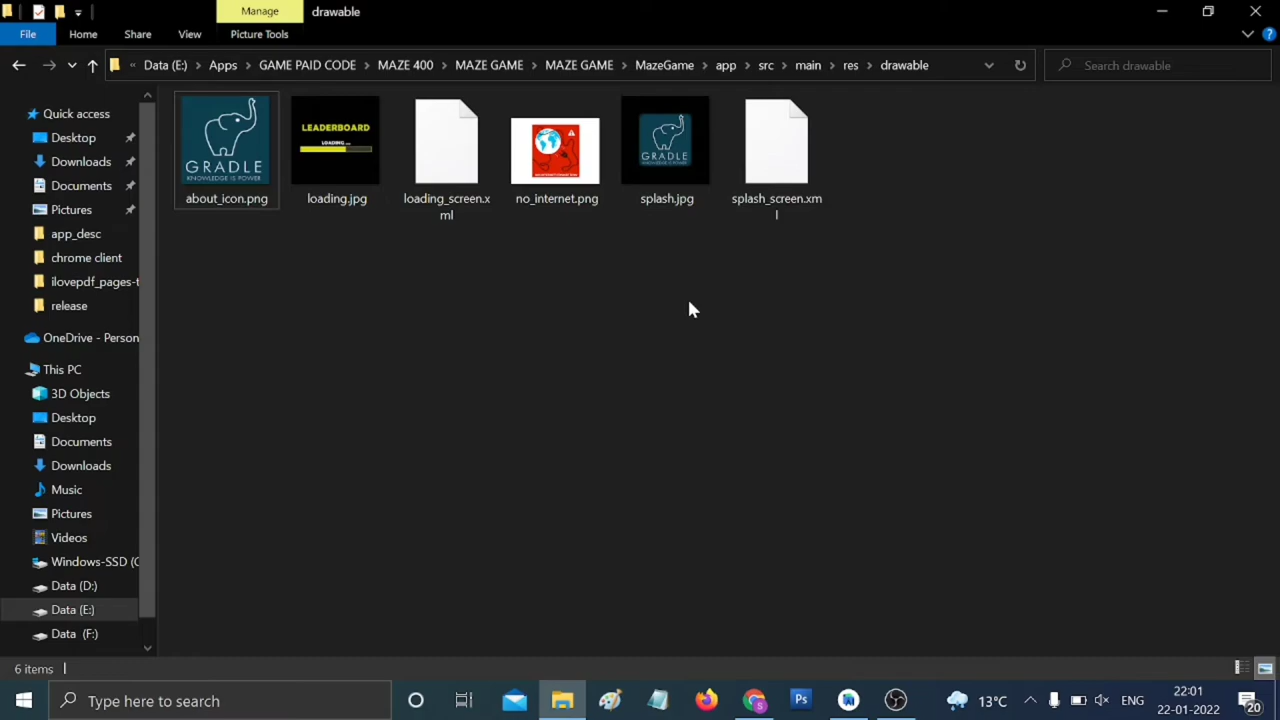 Manage
drawable
File
Home
Share
View
Picture Tools
« Data (E:) > Apps > GAME PAID CODE > MAZE 400 > MAZE GAME > MAZE GAME > MazeGame > app > src > main > res > drawable
Search drawable
Quick access
Desktop
Downloads
Documents
Pictures
app_desc
chrome client
ilovepdf_pages-t
release
OneDrive - Person
This PC
3D Objects
Desktop
Documents
Downloads
Music
Pictures
Videos
Windows-SSD (C
Data (D:)
Data (E:)
Data (F:)
GRADLE
KNOWLEDGE IS POWER
about_icon.png
LEADERBOARD
LOADING...
loading.jpg
loading_screen.x
ml
no_internet.png
GRADLE
KNOWLEDGE IS POWER
splash.jpg
splash_screen.xm
l
6 items
Type here to search
13°C
ENG
22:01
22-01-2022
20